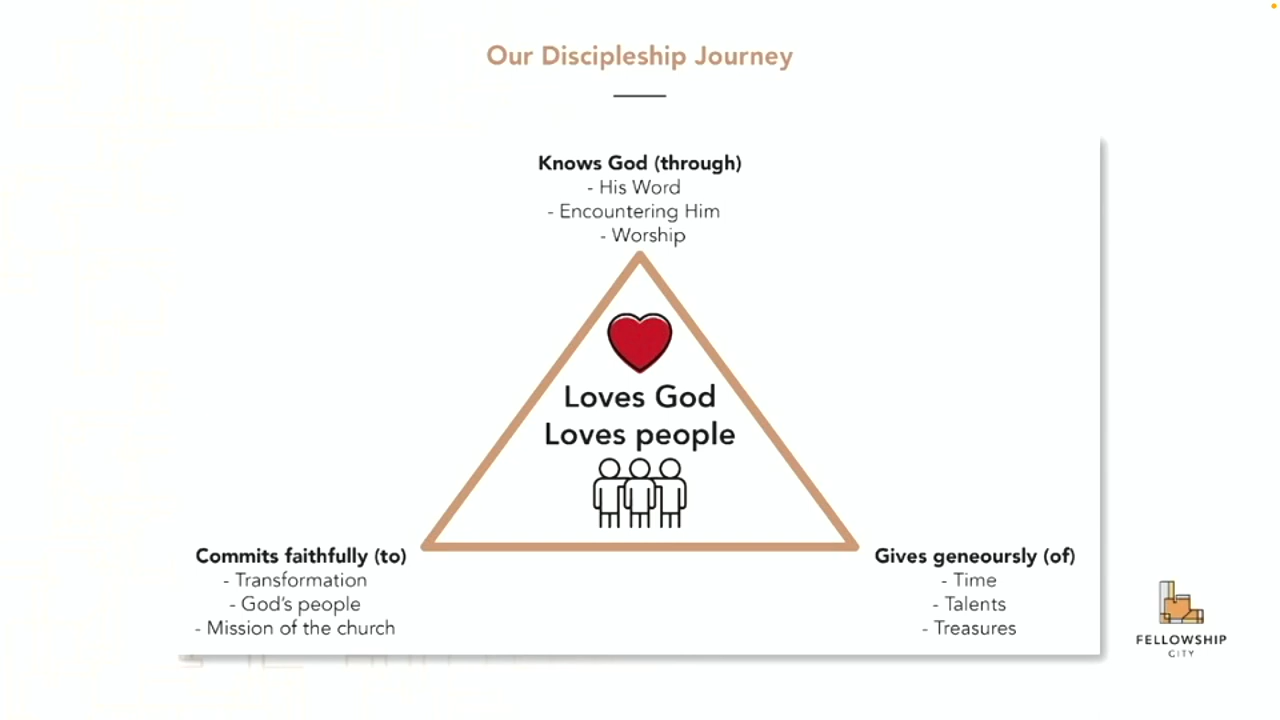 Our Discipleship Journey
Knows God (through)
- His Word
- Encountering Him
- Worship
Loves God
Loves people
Commits faithfully (to)
- Transformation
- God's people
- Mission of the church
Gives geneoursly (of)
- Time
- Talents
- Treasures
FELLOWSHIP
CITY